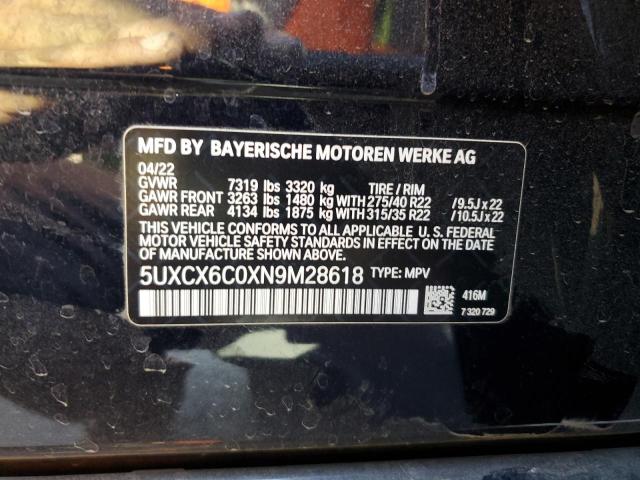 MFD BY BAYERISCHE MOTOREN WERKE AG
04/22
GVWR 7319 lbs 3320 kg TIRE / RIM
GAWR FRONT 3263 lbs 1480 kg WITH 275/40 R22 /9.5J x 22
GAWR REAR 4134 lbs 1875 kg WITH 315/35 R22 /10.5J x 22
THIS VEHICLE CONFORMS TO ALL APPLICABLE U. S. FEDERAL
MOTOR VEHICLE SAFETY STANDARDS IN EFFECT ON THE DATE
OF MANUFACTURE SHOWN ABOVE.
5UXCX6C0XN9M28618 TYPE: MPV
416M
7 320 729